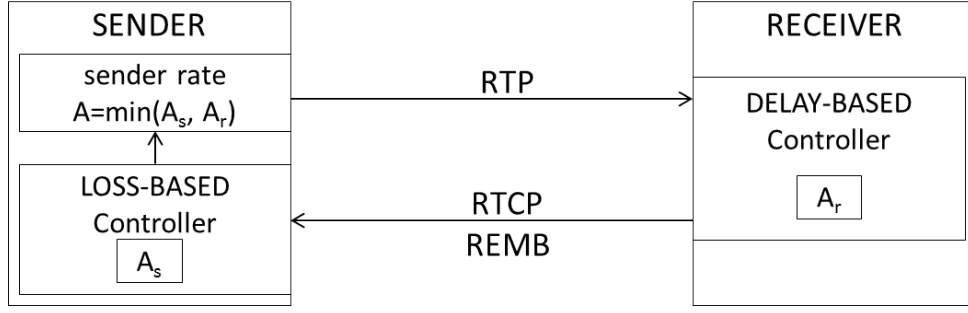 SENDER
sender rate
A=min(Aₛ, Aᵣ)
LOSS-BASED
Controller
Aₛ
RTP
RTCP
REMB
RECEIVER
DELAY-BASED
Controller
Aᵣ